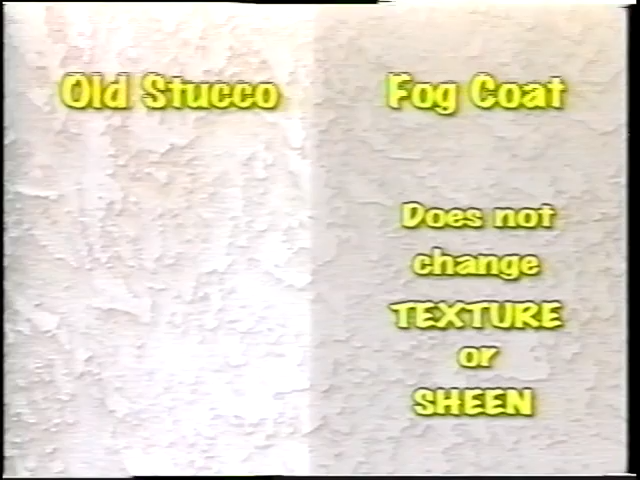 Old Stucco
Fog Coat
Does not
change
TEXTURE
or
SHEEN